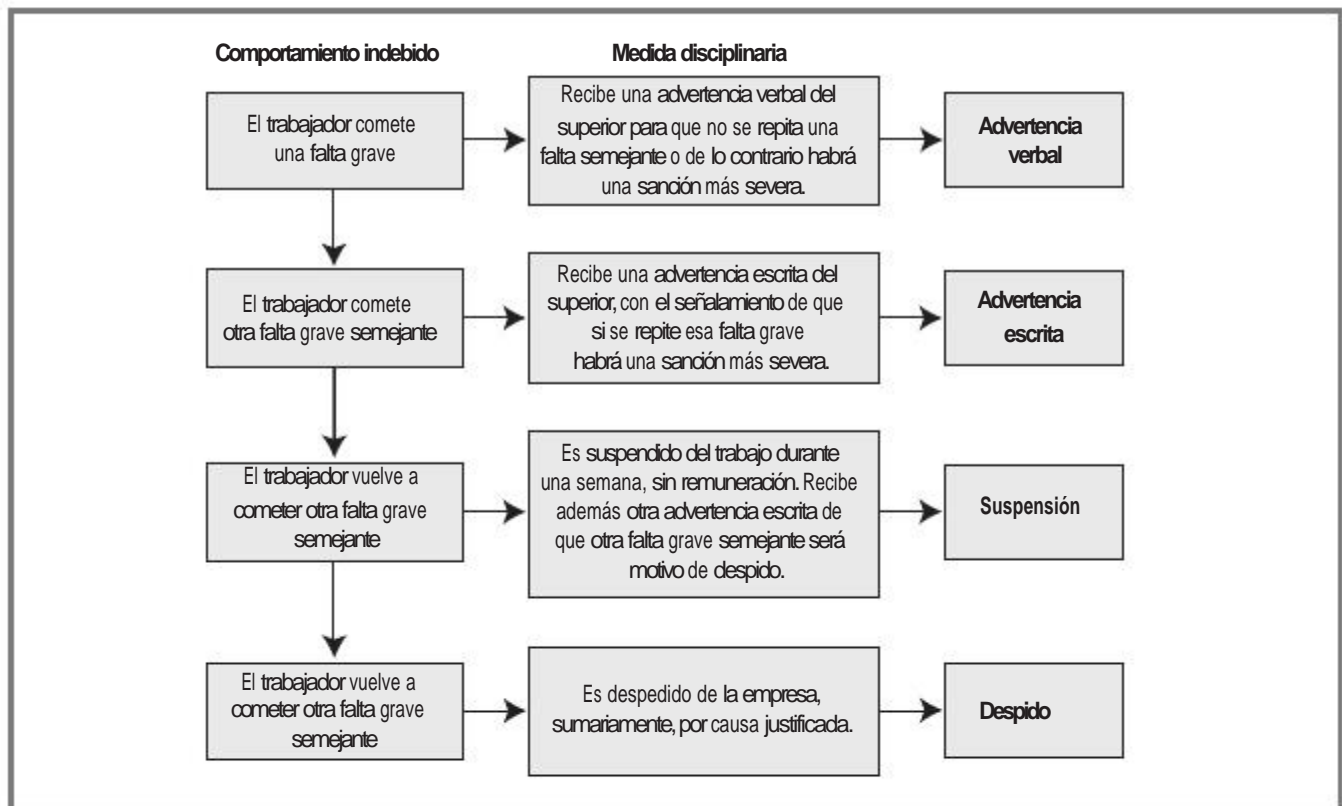 Comportamiento indebido
Medida disciplinaria
El trabajador comete
una falta grave
Recibe una advertencia verbal del
superior para que no se repita una
falta semejante o de lo contrario habrá
una sanción más severa.
Advertencia
verbal
El trabajador comete
otra falta grave semejante
Recibe una advertencia escrita del
superior, con el señalamiento de que
si se repite esa falta grave
habrá una sanción más severa.
Advertencia
escrita
El trabajador vuelve a
cometer otra falta grave
semejante
Es suspendido del trabajo durante
una semana, sin remuneración. Recibe
además otra advertencia escrita de
que otra falta grave semejante será
motivo de despido.
Suspensión
El trabajador vuelve a
cometer otra falta grave
semejante
Es despedido de la empresa,
sumariamente, por causa justificada.
Despido